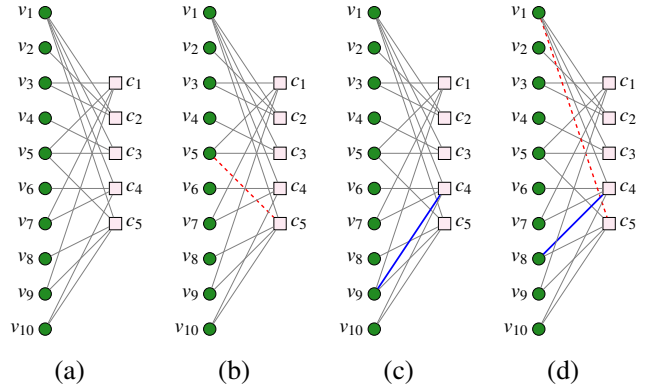 v1 v1 v1 v1
v2 v2 v2 v2
v3 c1 v3 c1 v3 c1 v3 c1
v4 c2 v4 c2 v4 c2 v4 c2
v5 c3 v5 c3 v5 c3 v5 c3
v6 c4 v6 c4 v6 c4 v6 c4
v7 c5 v7 c5 v7 c5 v7 c5
v8 v8 v8 v8
v9 v9 v9 v9
v10 v10 v10 v10
(a) (b) (c) (d)